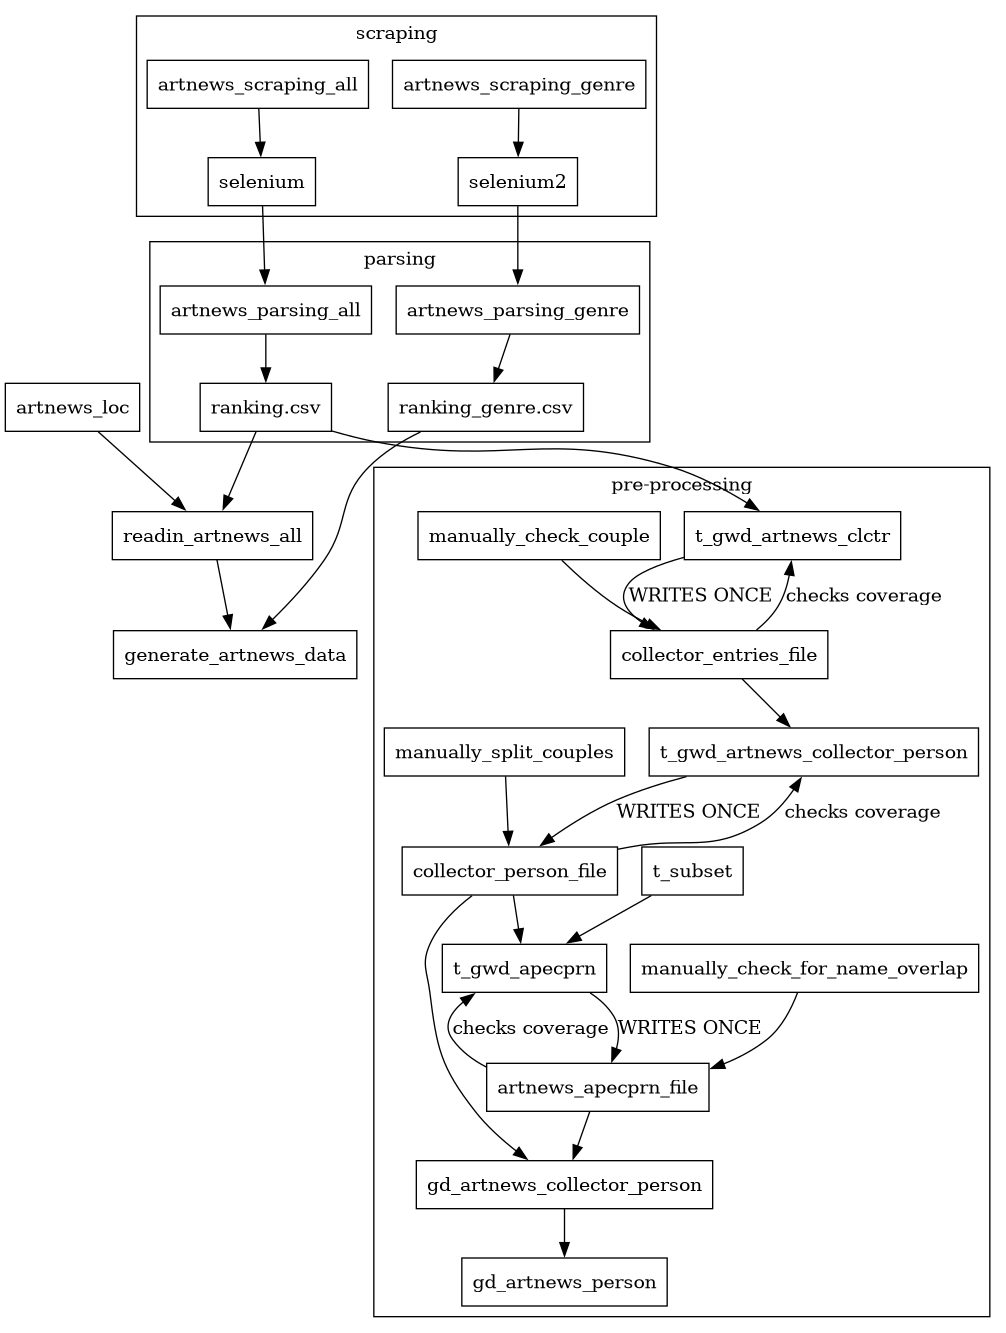 scraping
artnews_scraping_all
artnews_scraping_genre
selenium
selenium2
parsing
artnews_parsing_all
artnews_parsing_genre
artnews_loc
ranking.csv
ranking_genre.csv
pre-processing
readin_artnews_all
manually_check_couple
t_gwd_artnews_clctr
WRITES ONCE
checks coverage
generate_artnews_data
collector_entries_file
manually_split_couples
t_gwd_artnews_collector_person
WRITES ONCE
checks coverage
collector_person_file
t_subset
t_gwd_apecprn
manually_check_for_name_overlap
checks coverage
WRITES ONCE
artnews_apecprn_file
gd_artnews_collector_person
gd_artnews_person